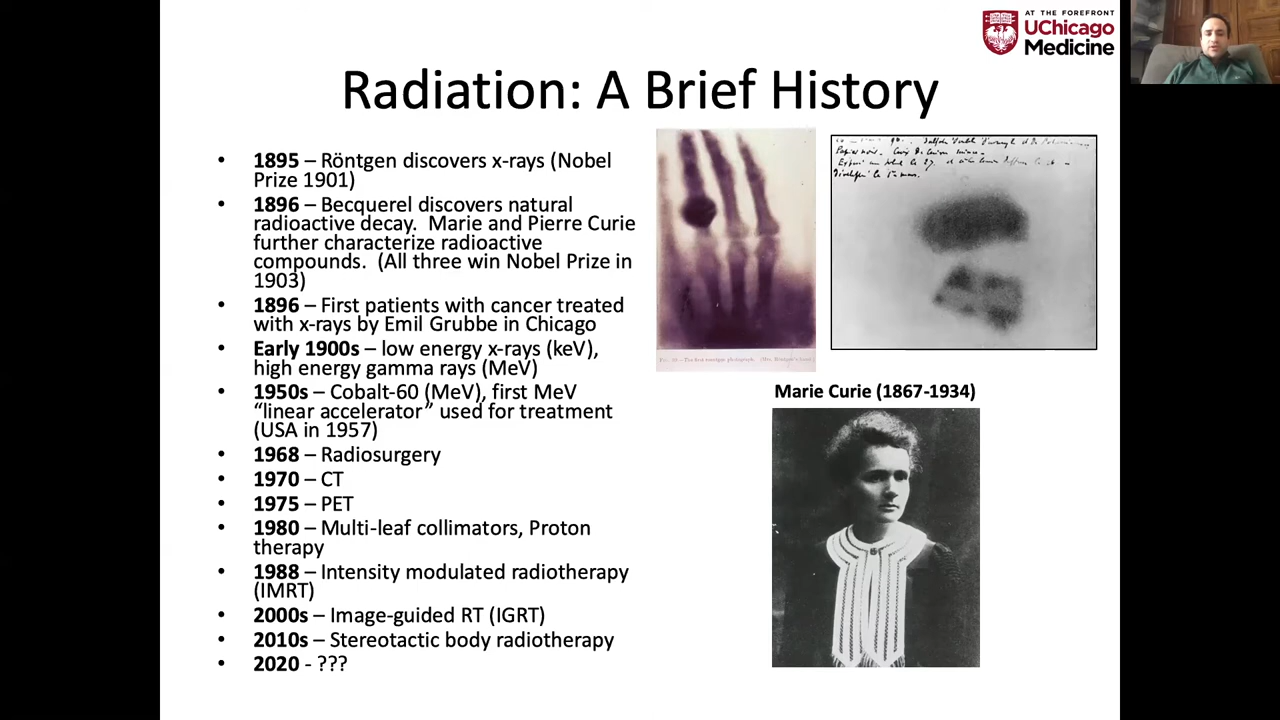 AT THE FOREFRONT
UChicago
Medicine
Radiation: A Brief History
• 1895 – Röntgen discovers x-rays (Nobel
Prize 1901)
• 1896 – Becquerel discovers natural
radioactive decay. Marie and Pierre Curie
further characterize radioactive
compounds. (All three win Nobel Prize in
1903)
• 1896 – First patients with cancer treated
with x-rays by Emil Grubbe in Chicago
• Early 1900s – low energy x-rays (keV),
high energy gamma rays (MeV)
• 1950s – Cobalt-60 (MeV), first MeV
“linear accelerator” used for treatment
(USA in 1957)
• 1968 – Radiosurgery
• 1970 – CT
• 1975 – PET
• 1980 – Multi-leaf collimators, Proton
therapy
• 1988 – Intensity modulated radiotherapy
(IMRT)
• 2000s – Image-guided RT (IGRT)
• 2010s – Stereotactic body radiotherapy
• 2020 - ???
Marie Curie (1867-1934)